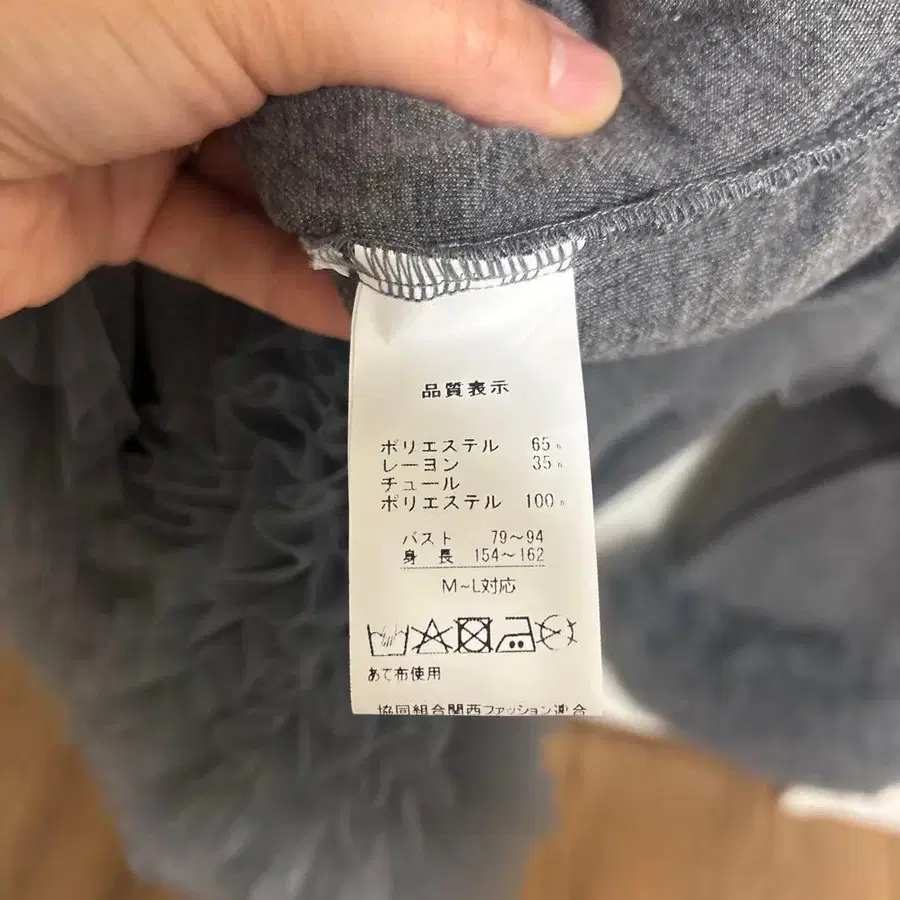 品質表示
ポリエステル 65%
レーヨン 35%
チュール
ポリエステル 100%
バスト 79~94
身長 154~162
M~L対応
あて布使用
協同組合関西ファッション連合